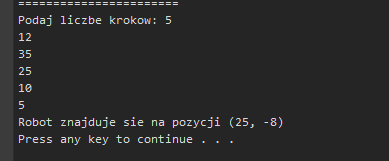 =======================
Podaj liczbe krokow: 5
12
35
25
10
5
Robot znajduje sie na pozycji (25, -8)
Press any key to continue . . .